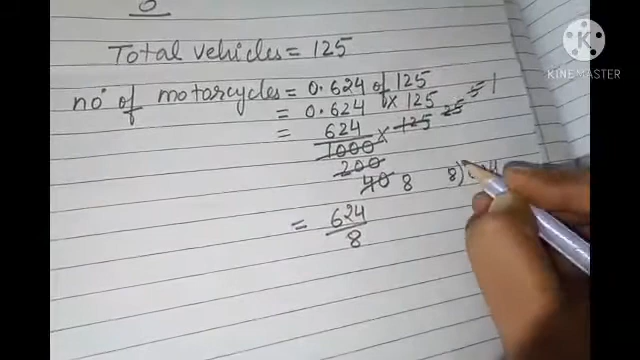 Total vehicles = 125
no of motorcycles = 0.624 of 125
= 0.624 × 125
= 624/1000 × 125 25 5 1
200
40 8
8)
= 624/8
KINEMASTER